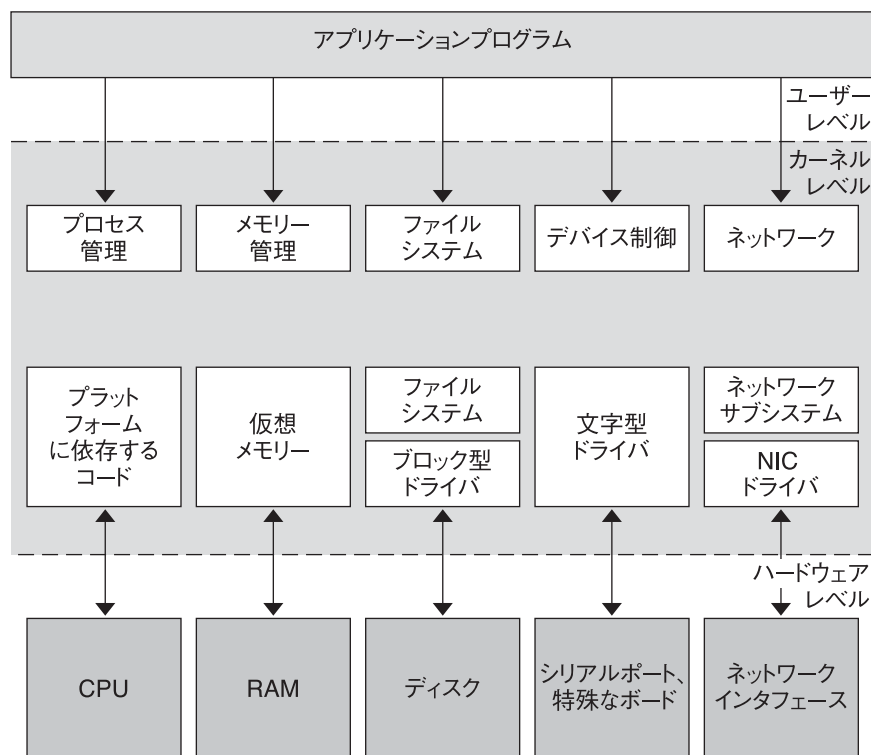 アプリケーションプログラム
ユーザー
レベル
カーネル
レベル
プロセス
管理
メモリー
管理
ファイル
システム
デバイス制御
ネットワーク
プラット
フォーム
に依存する
コード
仮想
メモリー
ファイル
システム
ブロック型
ドライバ
文字型
ドライバ
ネットワーク
サブシステム
NIC
ドライバ
ハードウェア
レベル
CPU
RAM
ディスク
シリアルポート、
特殊なボード
ネットワーク
インタフェース